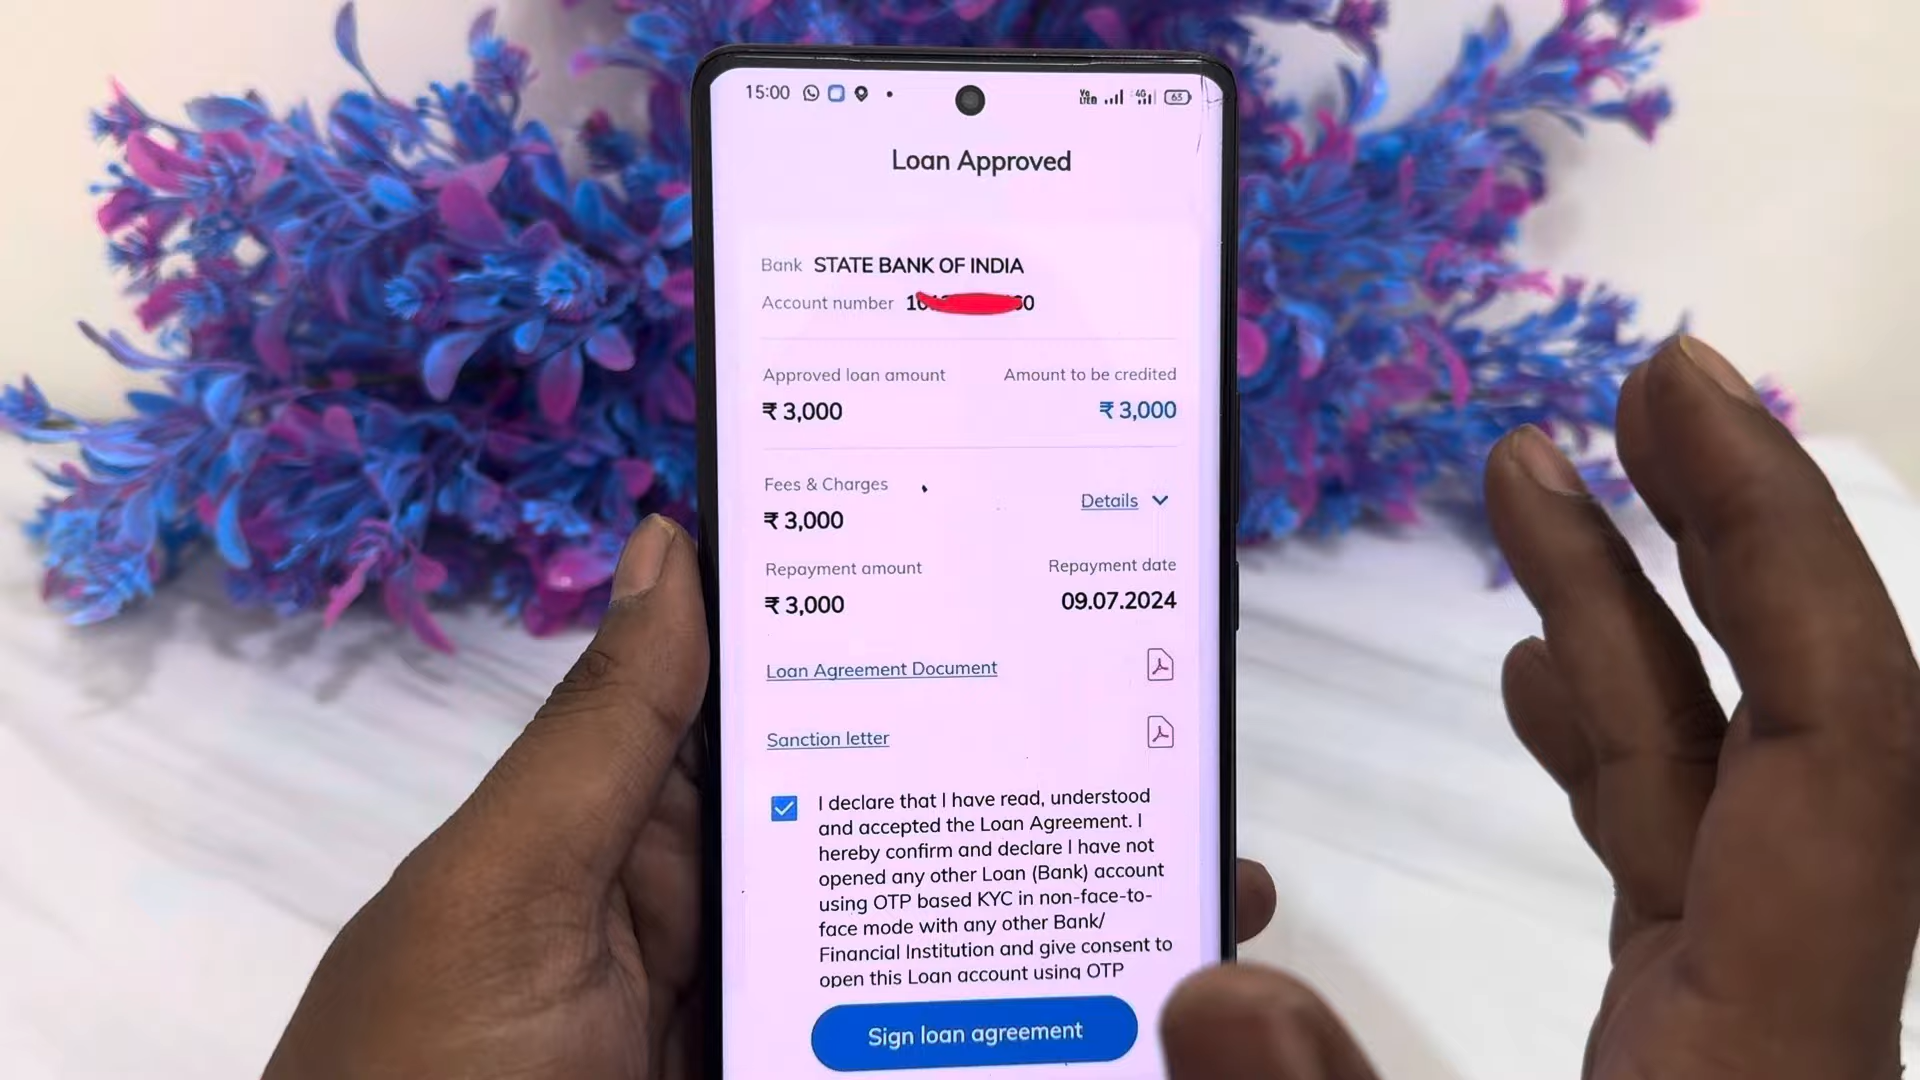 15:00 Vo LTE 4G 63
Loan Approved
Bank STATE BANK OF INDIA
Account number
Approved loan amount Amount to be credited
₹ 3,000 ₹ 3,000
Fees & Charges
Details
₹ 3,000
Repayment amount Repayment date
₹ 3,000 09.07.2024
Loan Agreement Document
Sanction letter
I declare that I have read, understood
and accepted the Loan Agreement. I
hereby confirm and declare I have not
opened any other Loan (Bank) account
using OTP based KYC in non-face-to-
face mode with any other Bank/
Financial Institution and give consent to
open this Loan account using OTP
Sign loan agreement